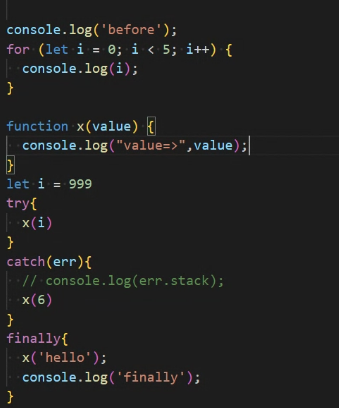 console.log('before');
for (let i = 0; i < 5; i++) {
  console.log(i);
}

function x(value) {
  console.log("value=>",value);
}
let i = 999
try{
  x(i)
}
catch(err){
  // console.log(err.stack);
  x(6)
}
finally{
  x('hello');
  console.log('finally');
}